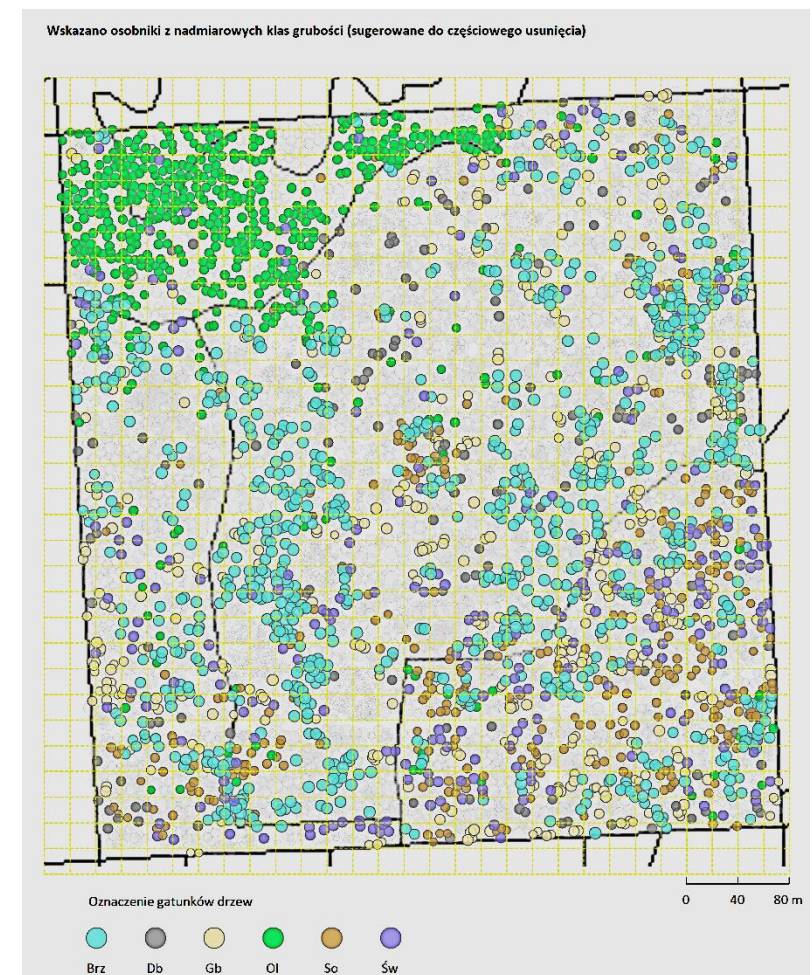 Wskazano osobniki z nadmiarowych klas grubości (sugerowane do częściowego usunięcia)
0 40 80 m
Oznaczenie gatunków drzew
Brz Db Gb Ol So Św